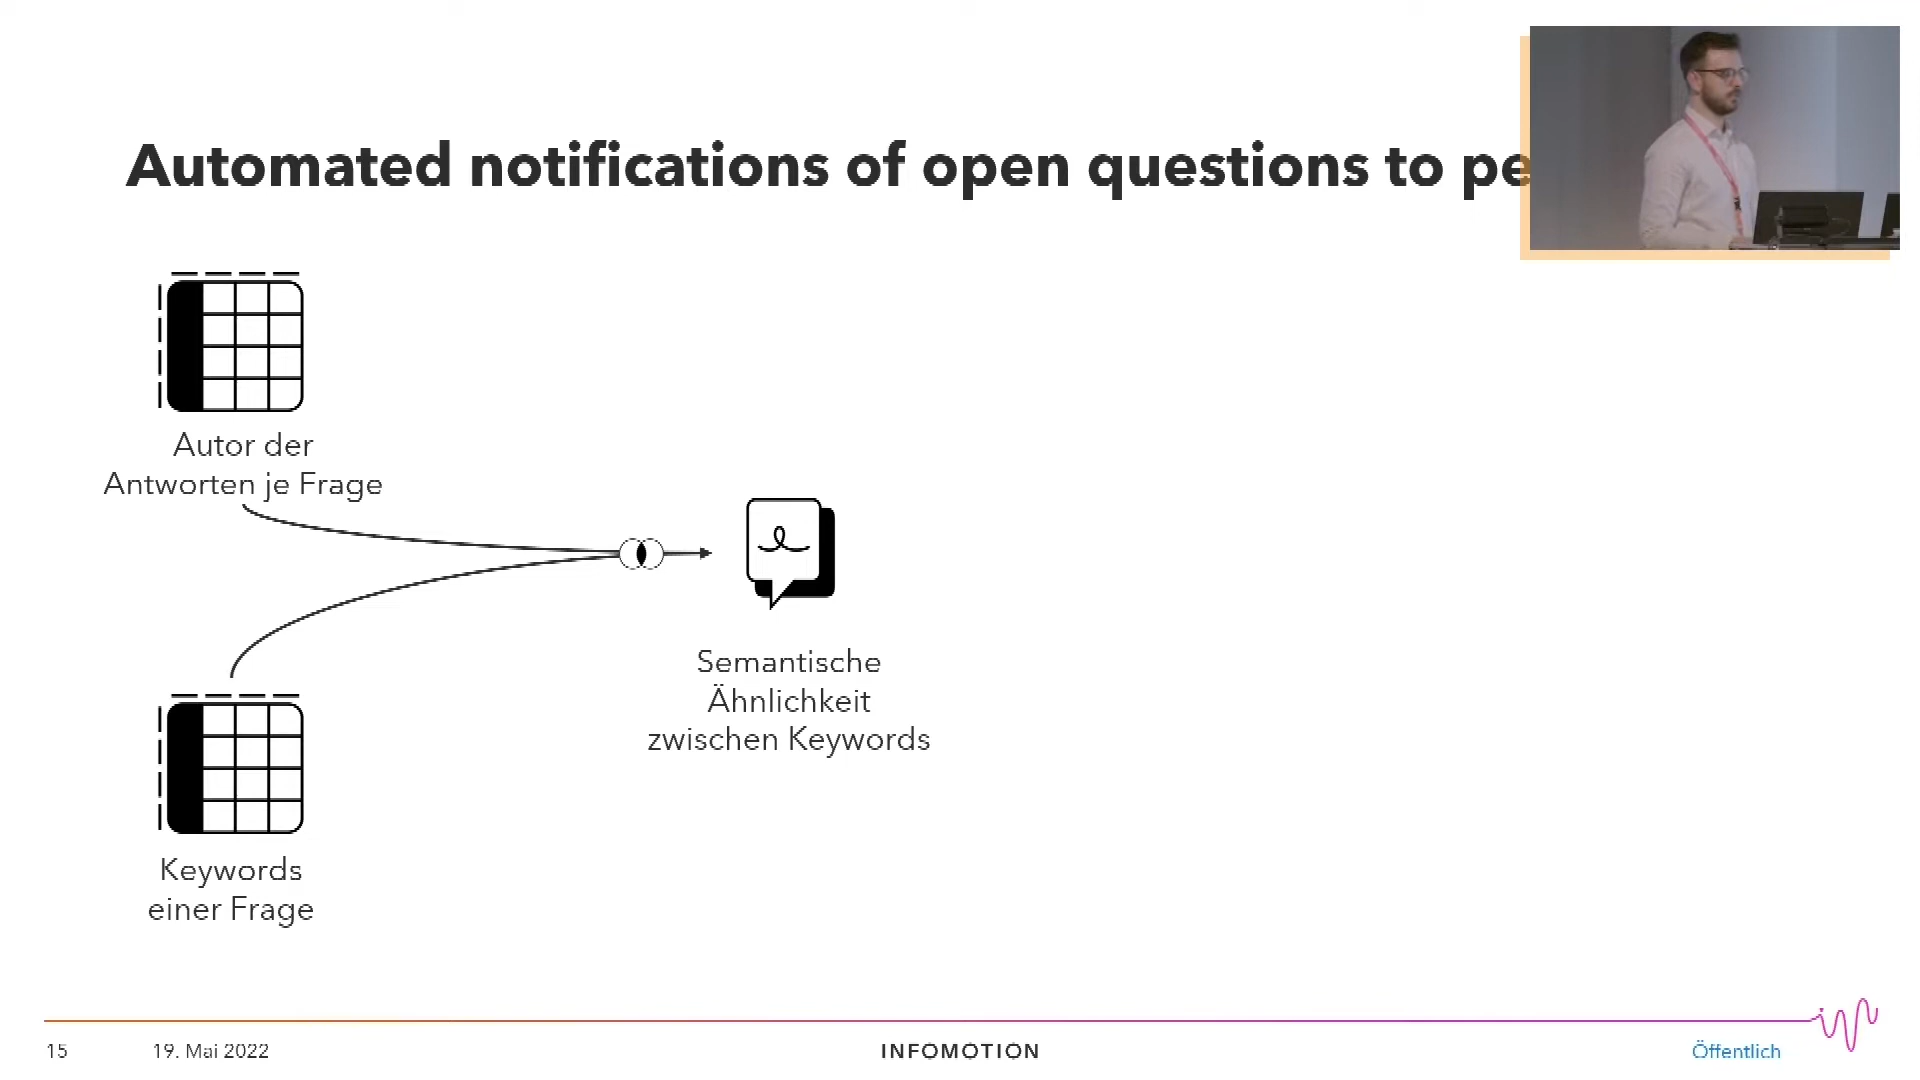 Automated notifications of open questions to pe
Autor der
Antworten je Frage
Semantische
Ähnlichkeit
zwischen Keywords
Keywords
einer Frage
15
19. Mai 2022
INFOMOTION
Öffentlich